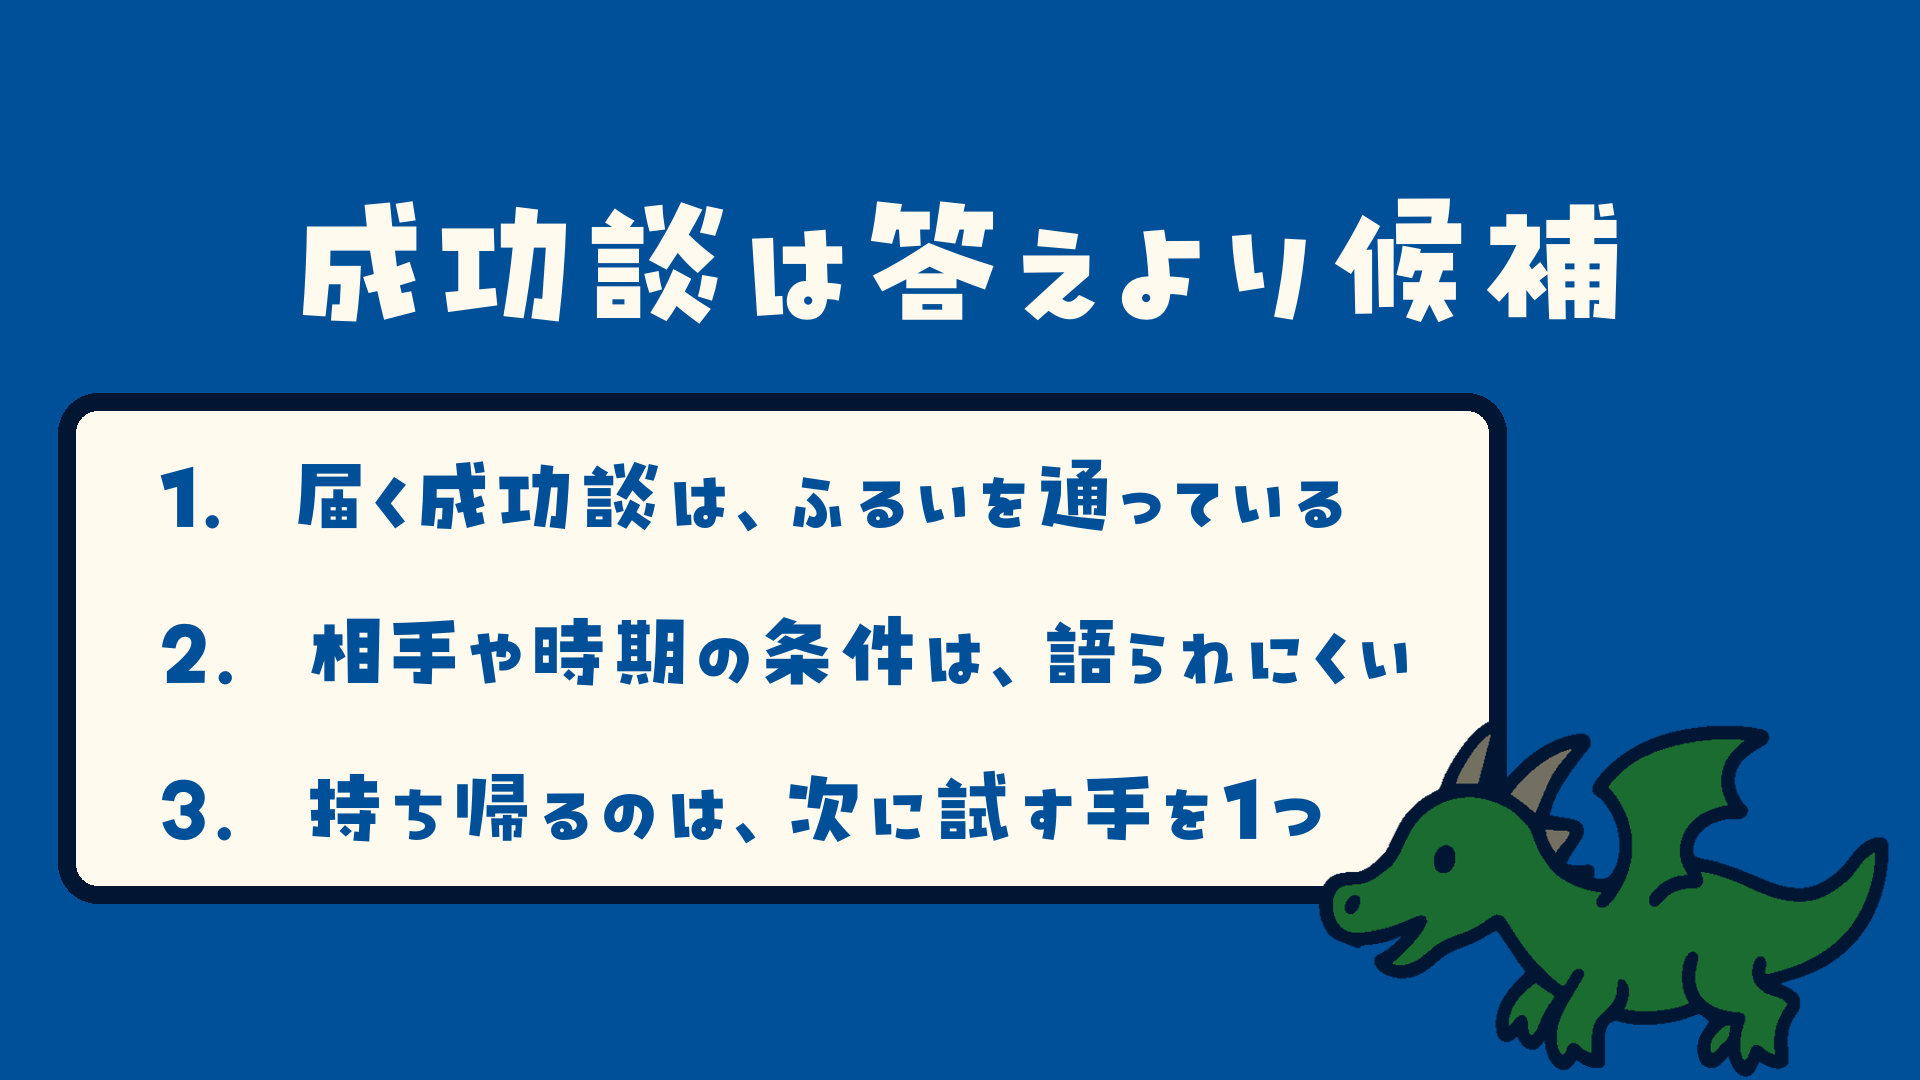 成功談は答えより候補
1. 届く成功談は、ふるいを通っている
2. 相手や時期の条件は、語られにくい
3. 持ち帰るのは、次に試す手を1つ